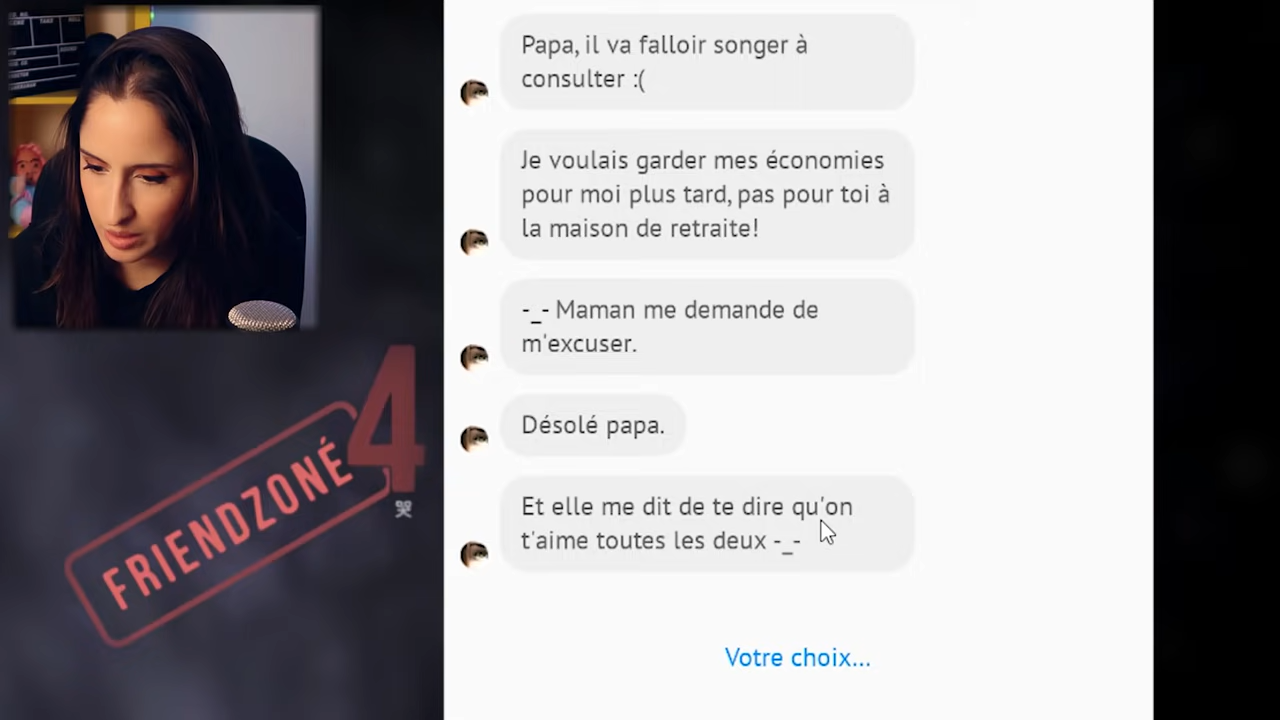 Papa, il va falloir songer à
consulter :(
Je voulais garder mes économies
pour moi plus tard, pas pour toi à
la maison de retraite!
-_- Maman me demande de
m'excuser.
Désolé papa.
Et elle me dit de te dire qu'on
t'aime toutes les deux -_-
Votre choix...
FRIENDZONÉ
4
哭